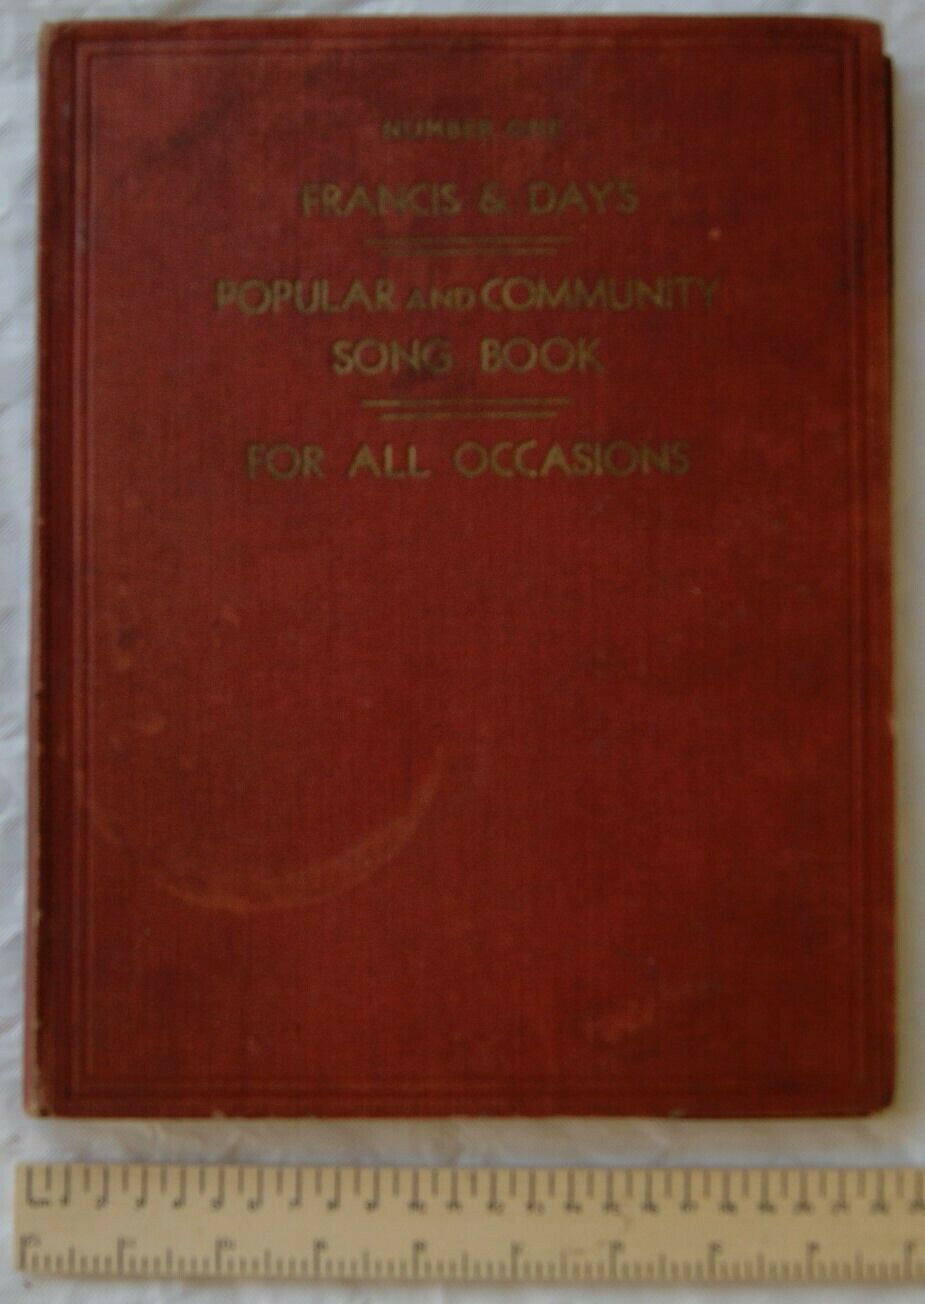 NUMBER ONE
FRANCIS & DAY'S
POPULAR AND COMMUNITY
SONG BOOK
FOR ALL OCCASIONS